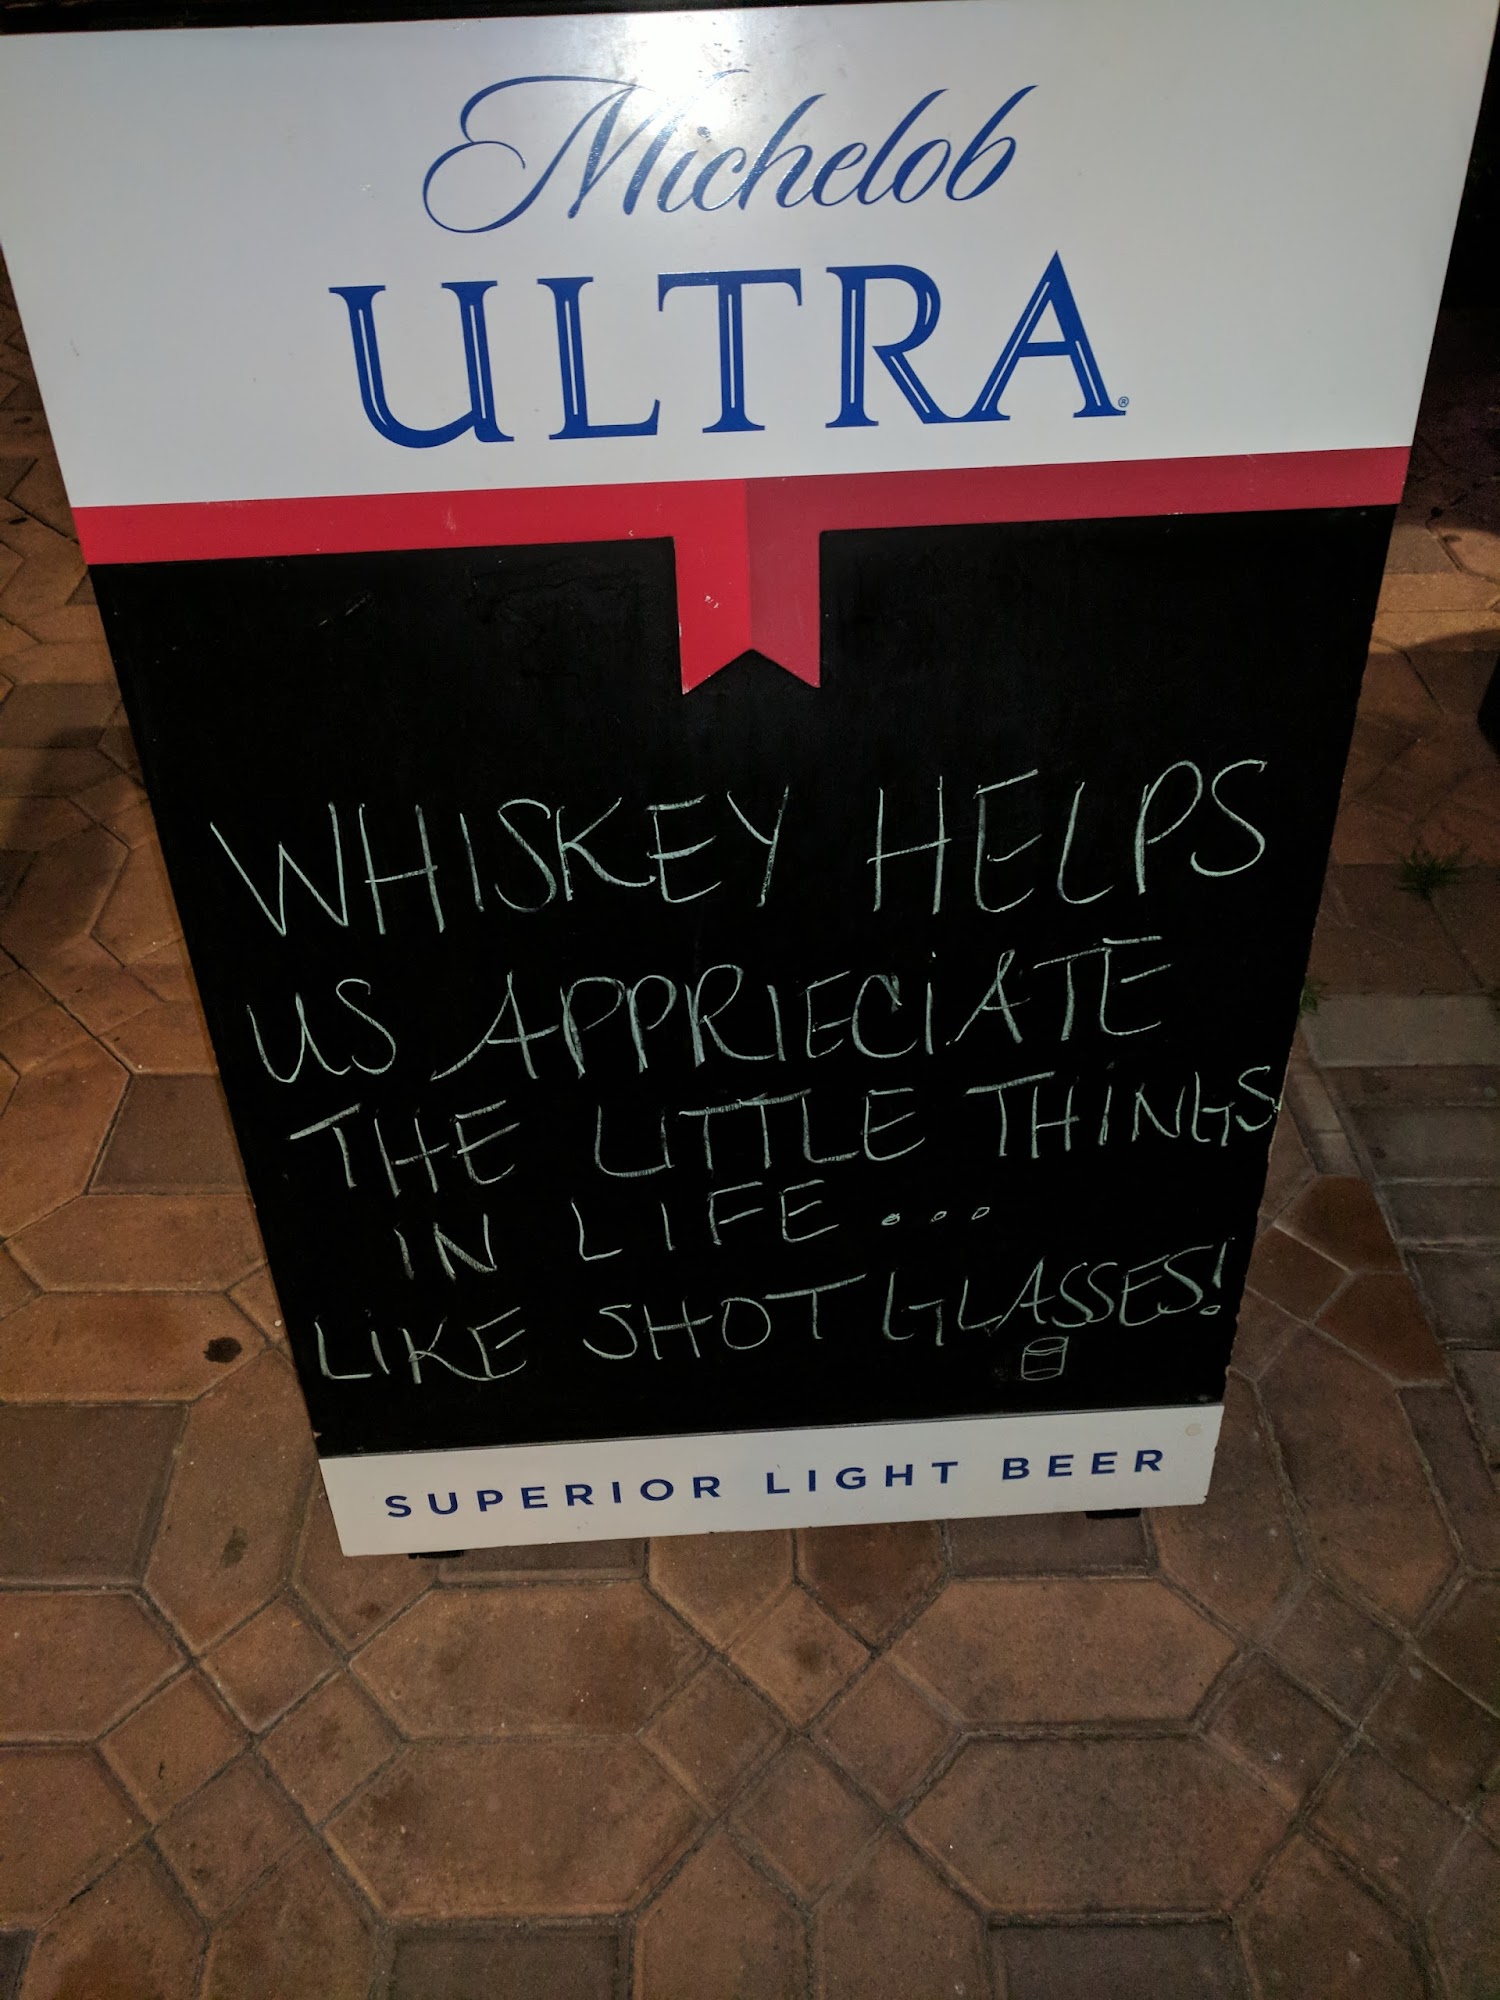 Michelob
ULTRA®
WHISKEY HELPS
US APPRIECIATE
THE LITTLE THINGS
IN LIFE...
LIKE SHOT GLASSES!
SUPERIOR LIGHT BEER